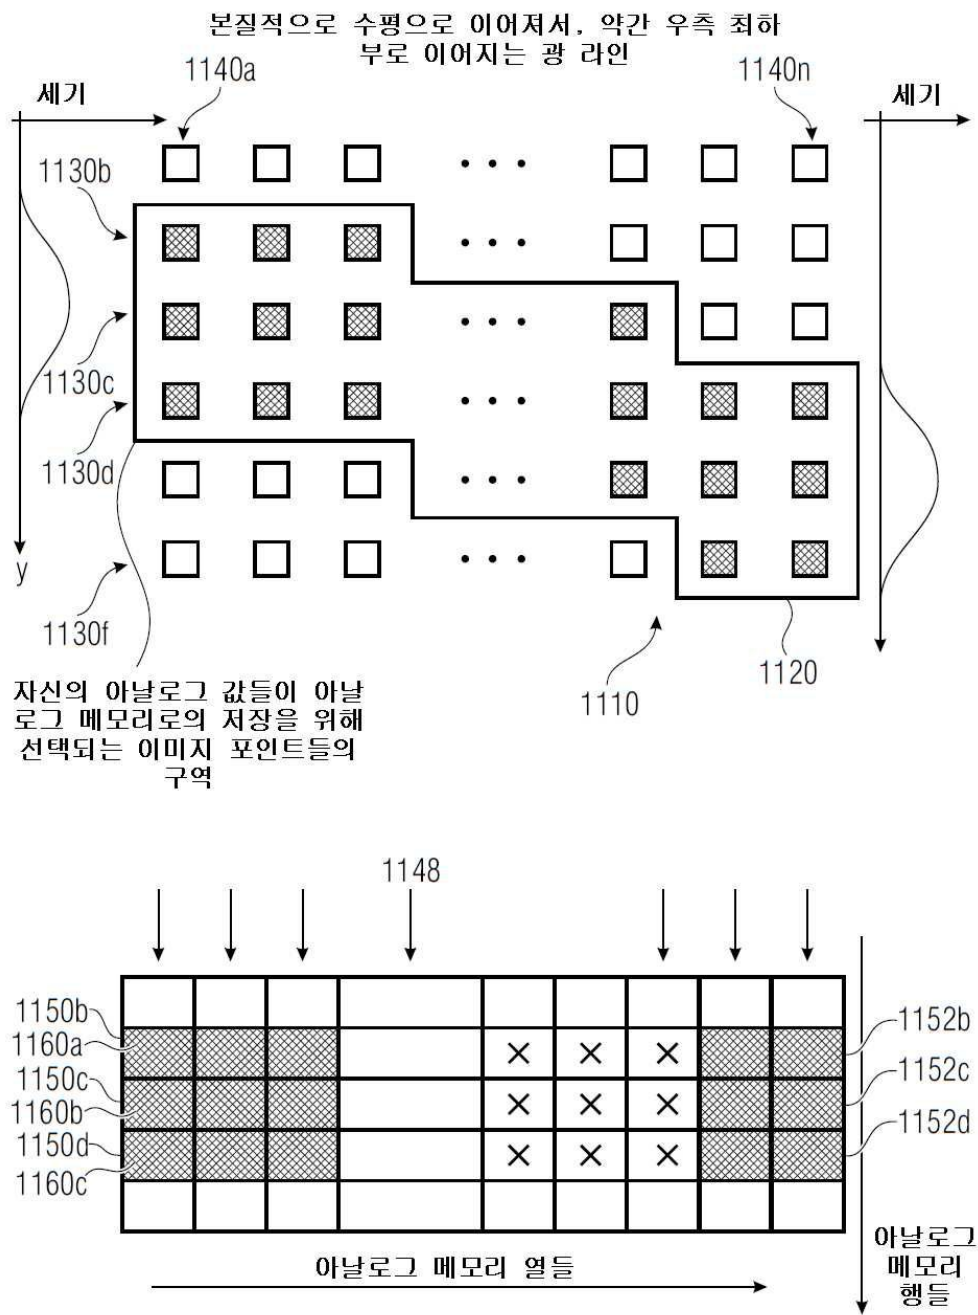 본질적으로 수평으로 이어져서, 약간 우측 최하
부로 이어지는 광 라인
1140a
1140n
세기
세기
1130b
1130c
1130d
y
1130f
1120
1110
자신의 아날로그 값들이 아날
로그 메모리로의 저장을 위해
선택되는 이미지 포인트들의
구역
1148
1150b
1152b
1160a
1150c
1152c
1160b
1150d
1152d
1160c
아날로그 메모리 열들
아날로그
메모리
행들